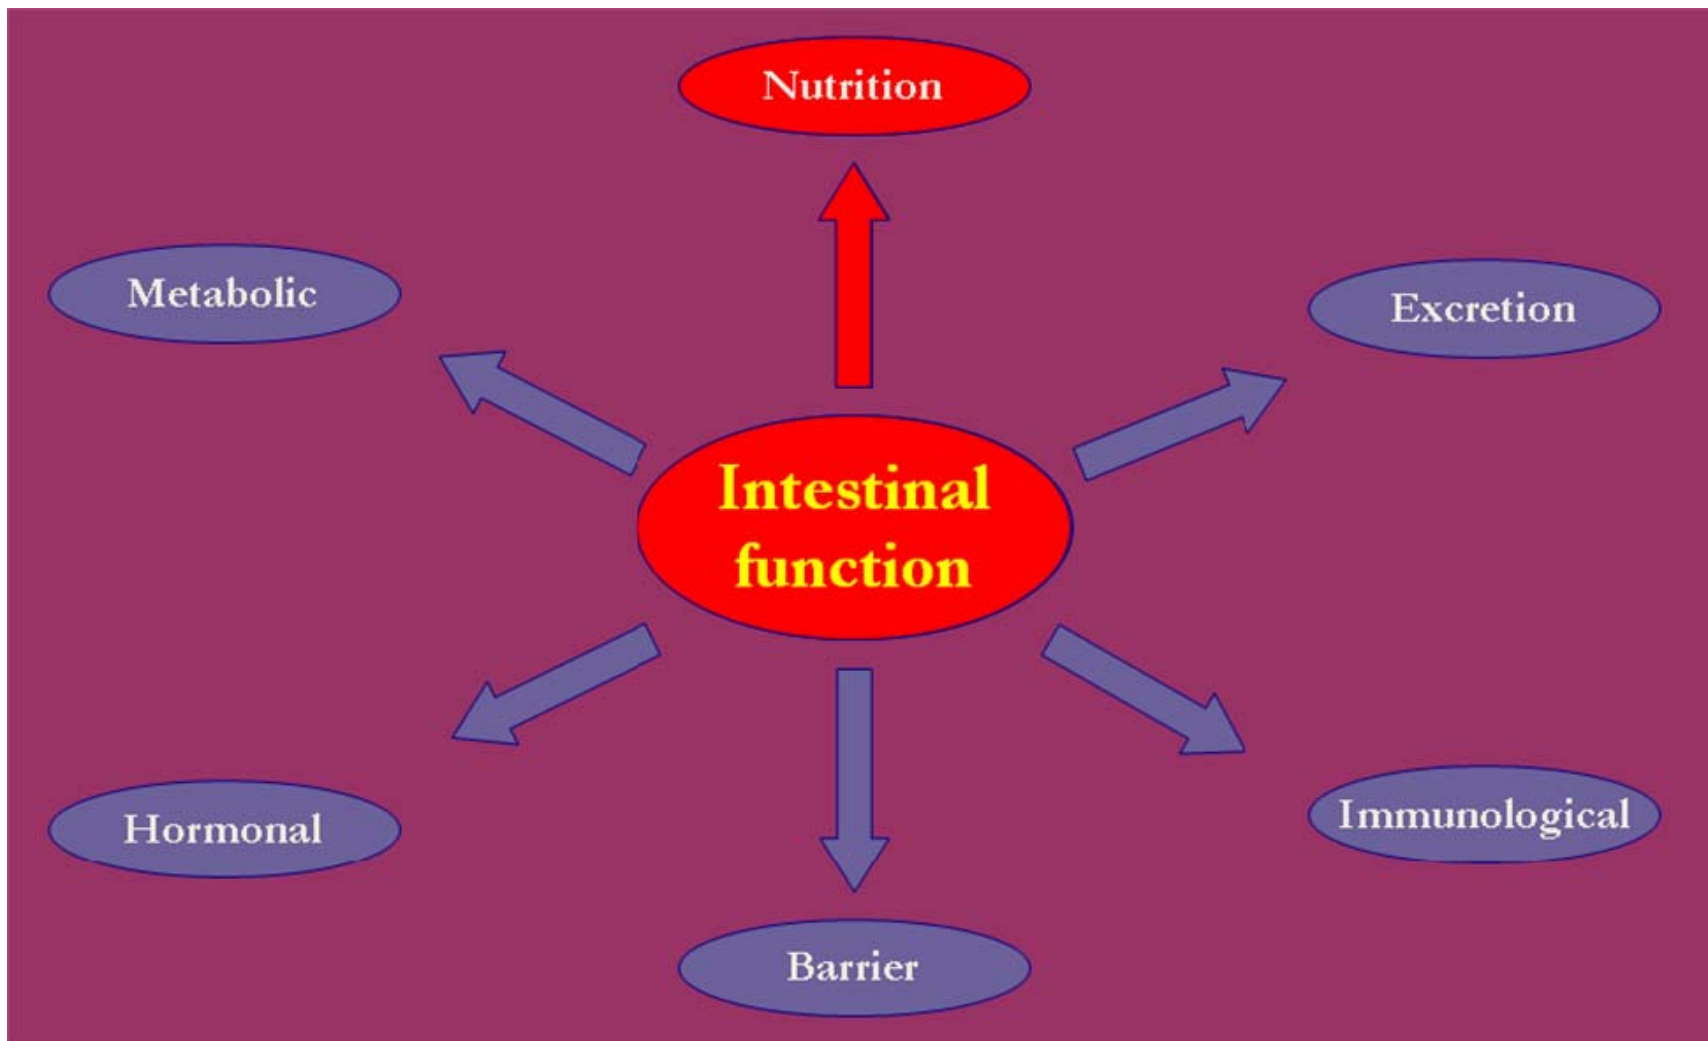 Nutrition
Metabolic
Excretion
Intestinal
function
Hormonal
Immunological
Barrier